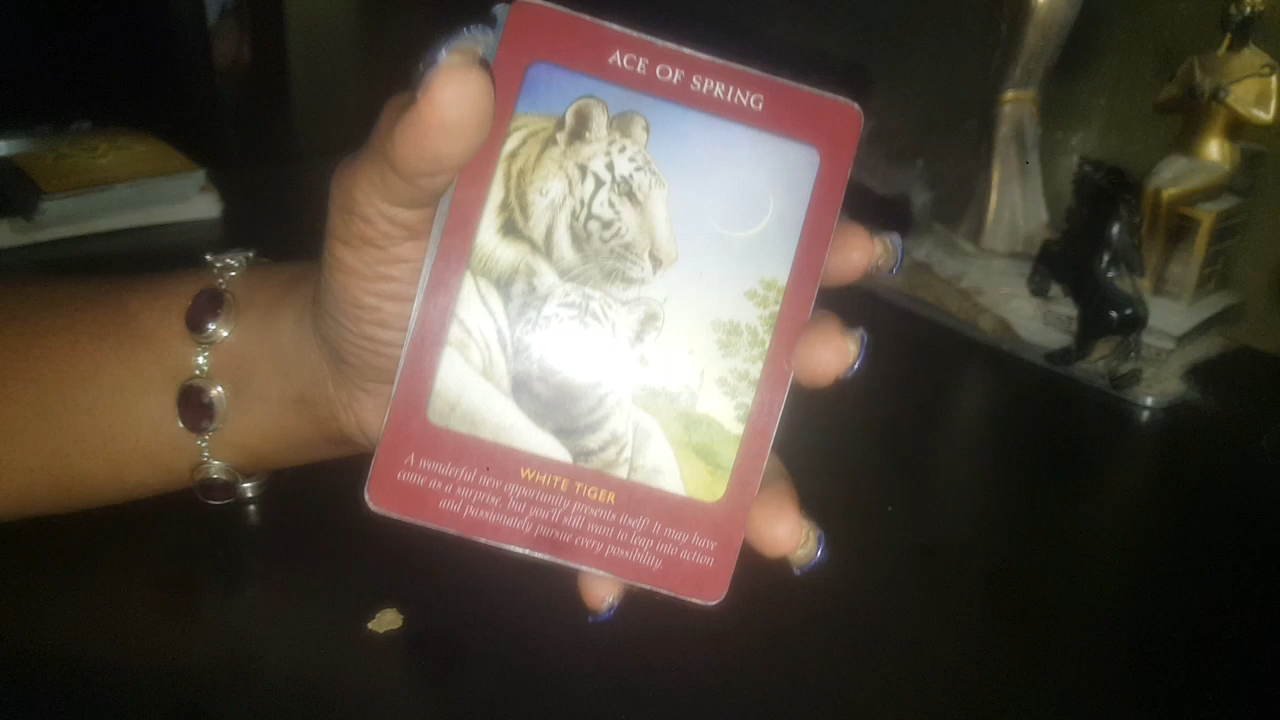 ACE OF SPRING
WHITE TIGER
A wonderful new opportunity presents itself! It may have
come as a surprise, but you'll still want to leap into action
and passionately pursue every possibility.